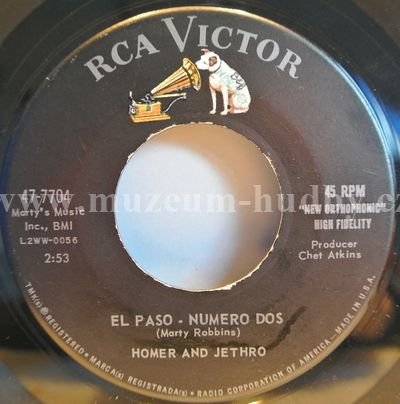 RCA VICTOR
47-7704
Marty's Music
Inc., BMI
L2WW-0056
2:53
45 RPM
"NEW ORTHOPHONIC"
HIGH FIDELITY
Producer
Chet Atkins
www.muzeum-hudby.cz
EL PASO - NUMERO DOS
(Marty Robbins)
HOMER AND JETHRO
TMK(s) ® REGISTERED • MARCA(s) REGISTRADA(s) • RADIO CORPORATION OF AMERICA—MADE IN U.S.A.